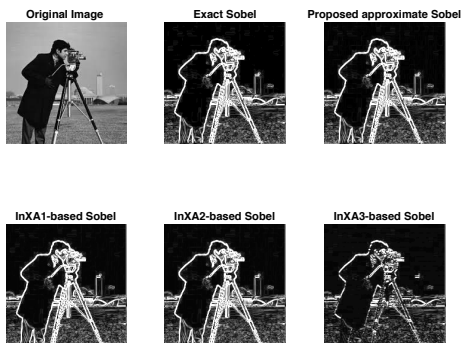 Original Image
Exact Sobel
Proposed approximate Sobel
InXA1-based Sobel
InXA2-based Sobel
InXA3-based Sobel